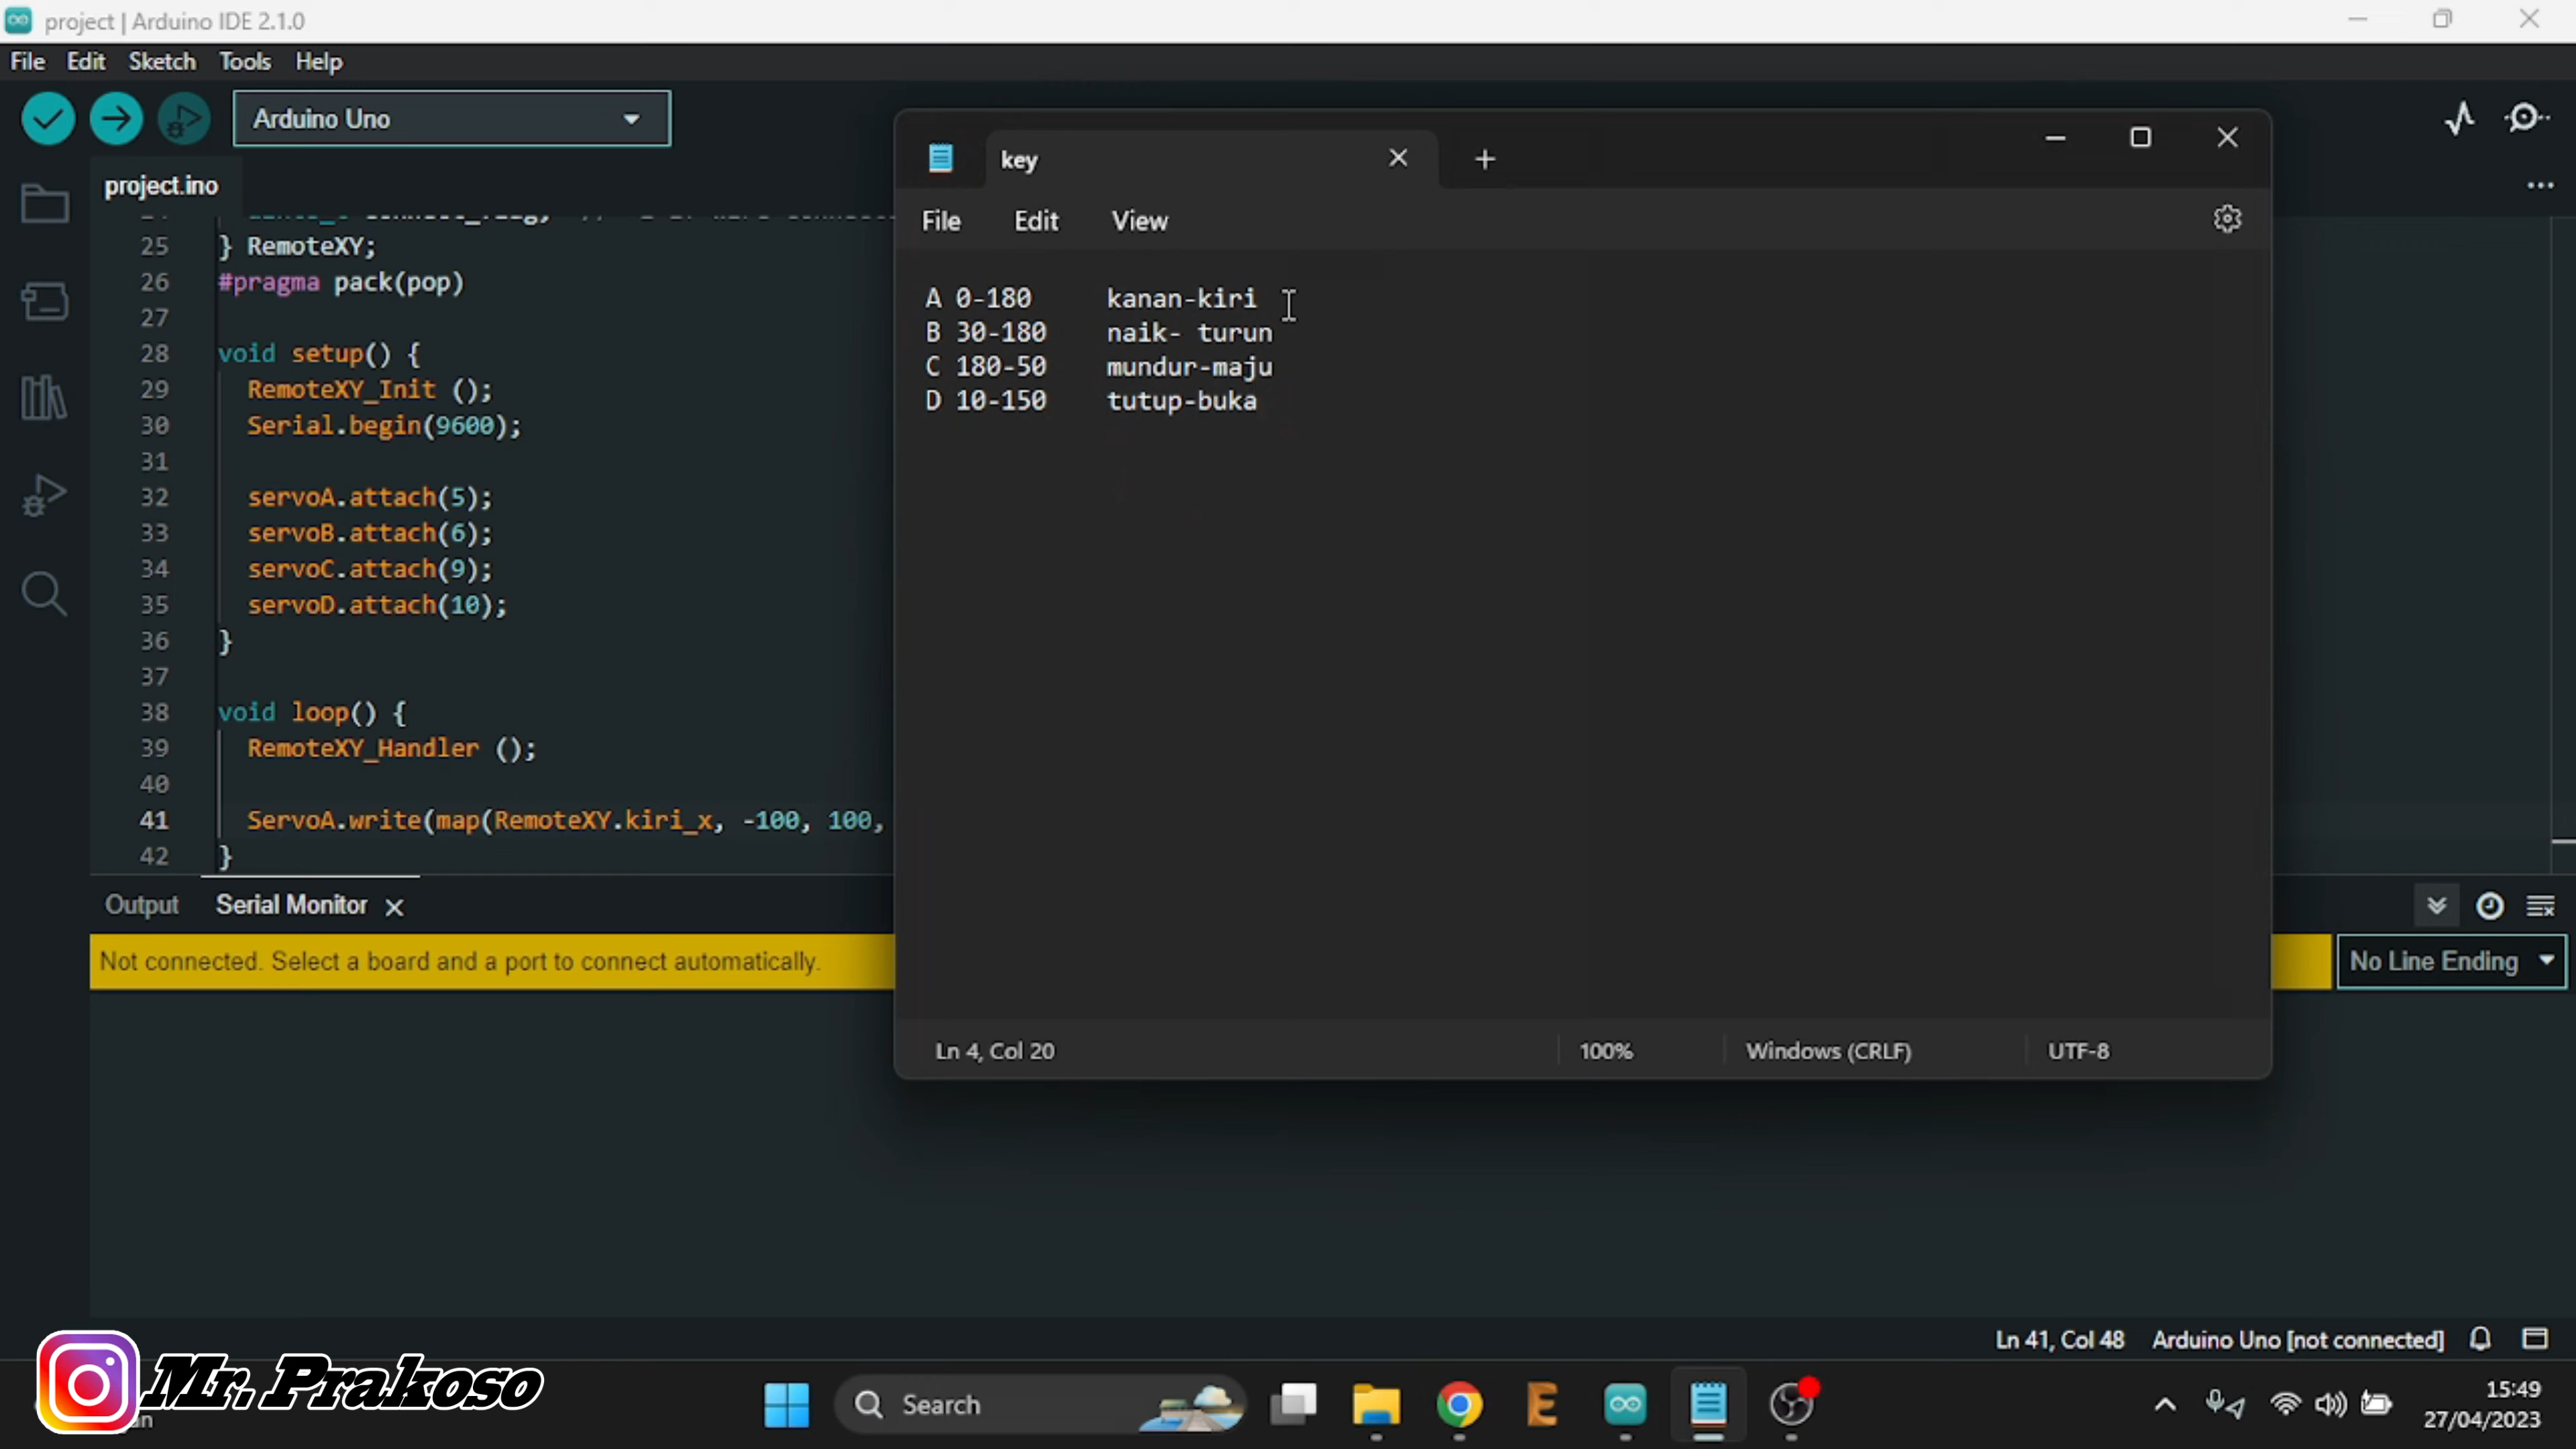 project | Arduino IDE 2.1.0
File Edit Sketch Tools Help
Arduino Uno
project.ino
25 } RemoteXY;
26 #pragma pack(pop)
27
28 void setup() {
29 RemoteXY_Init ();
30 Serial.begin(9600);
31
32 servoA.attach(5);
33 servoB.attach(6);
34 servoC.attach(9);
35 servoD.attach(10);
36 }
37
38 void loop() {
39 RemoteXY_Handler ();
40
41 ServoA.write(map(RemoteXY.kiri_x, -100, 100,
42 }
key
File Edit View
A 0-180 kanan-kiri
B 30-180 naik- turun
C 180-50 mundur-maju
D 10-150 tutup-buka
Ln 4, Col 20 100% Windows (CRLF) UTF-8
Output Serial Monitor
Not connected. Select a board and a port to connect automatically.
No Line Ending
Ln 41, Col 48 Arduino Uno [not connected]
Mr. Prakoso
Search
15:49
27/04/2023